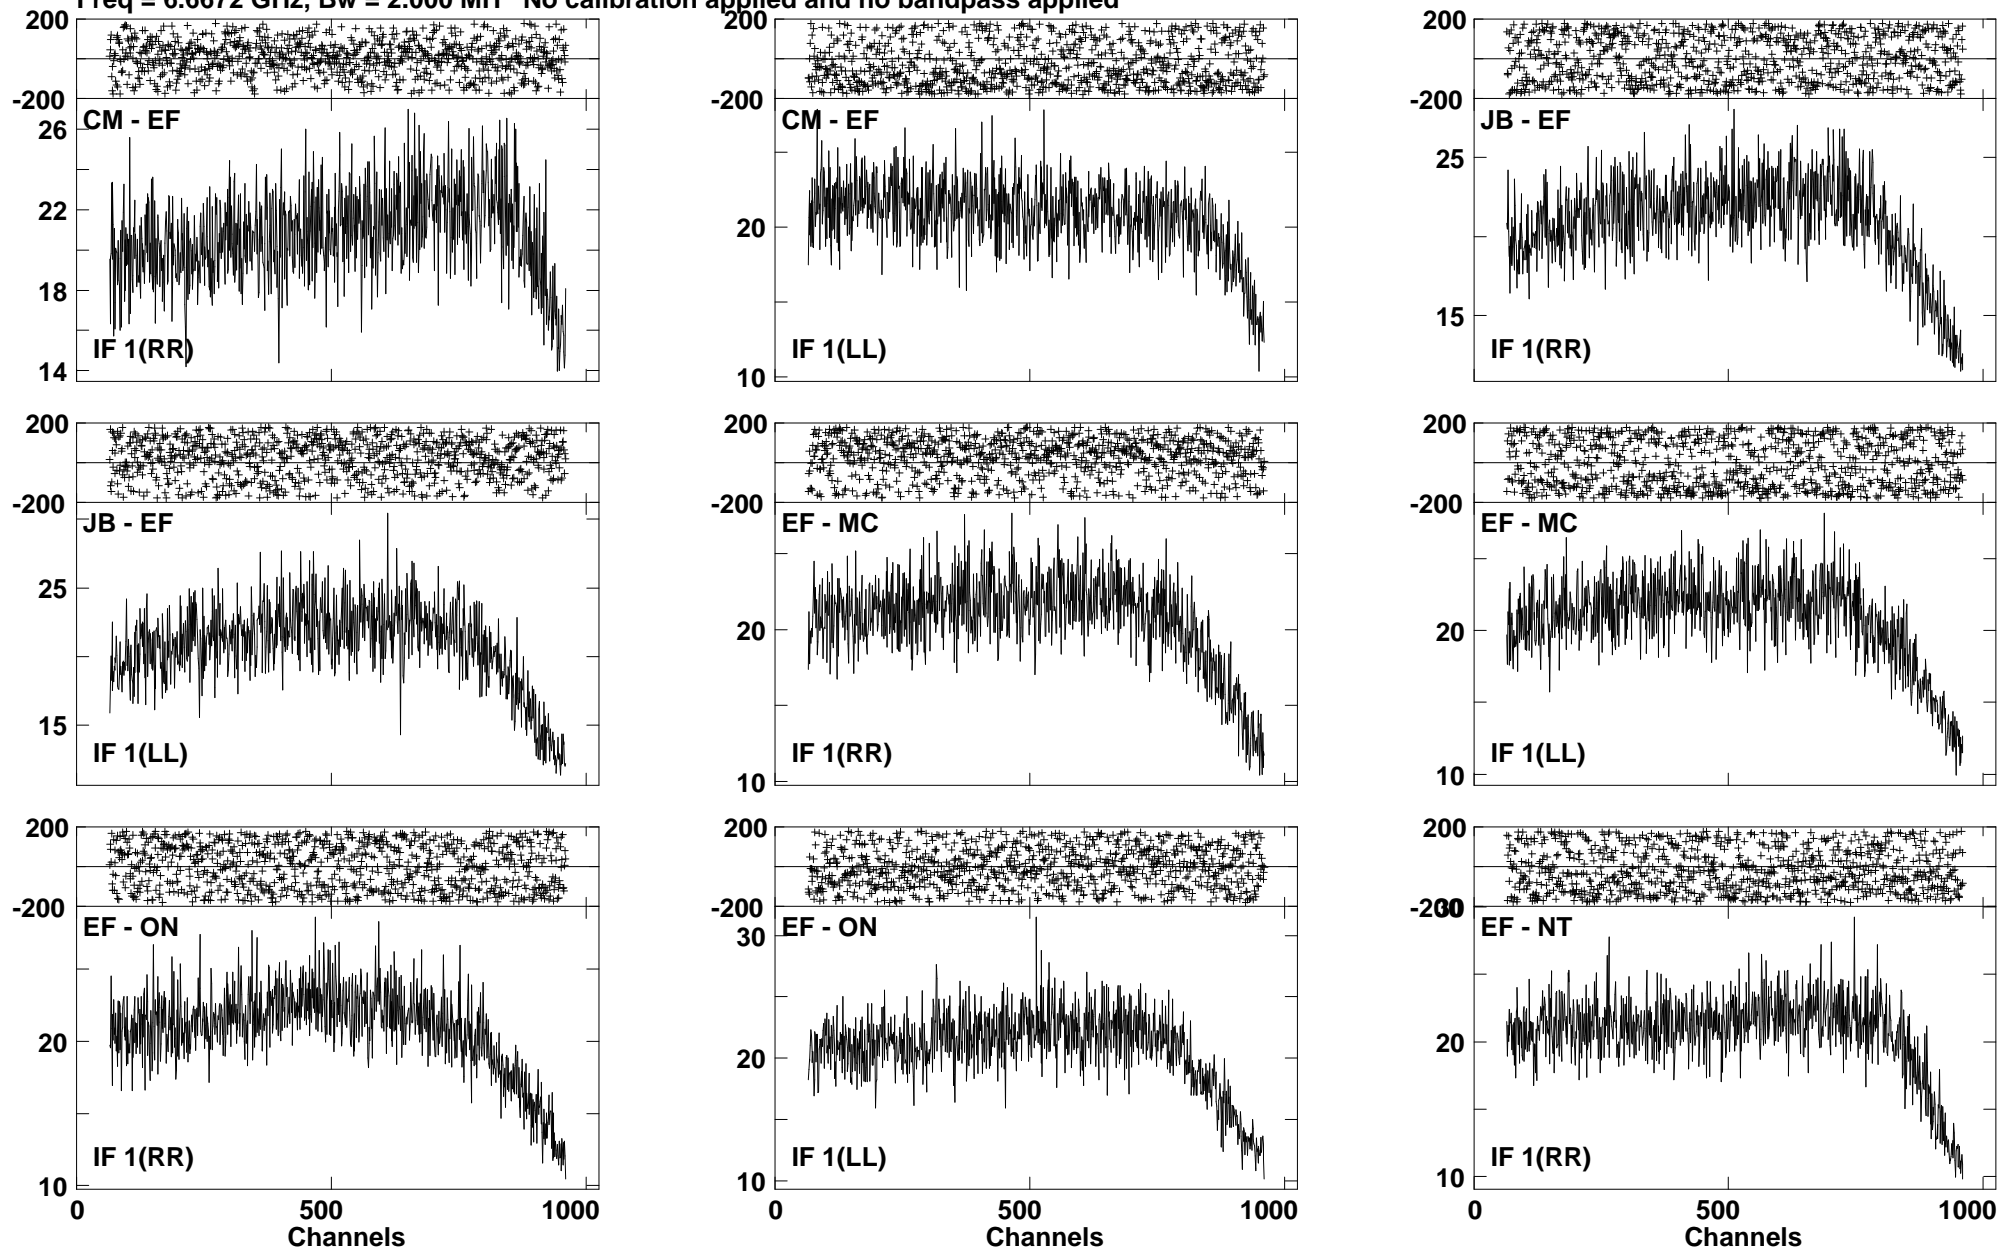 Freq = 6.6672 GHz, Bw = 2.000 MH No calibration applied and no bandpass applied
200
-200
CM - EF
26
22
18
14
IF 1(RR)
200
-200
CM - EF
20
10
IF 1(LL)
200
-200
JB - EF
25
15
IF 1(RR)
200
-200
JB - EF
25
15
IF 1(LL)
200
-200
EF - MC
20
10
IF 1(RR)
200
-200
EF - MC
20
10
IF 1(LL)
200
-200
EF - ON
20
10
IF 1(RR)
0 500 1000
Channels
200
-200
EF - ON
30
20
10
IF 1(LL)
0 500 1000
Channels
200
-200
30
EF - NT
20
10
IF 1(RR)
0 500 1000
Channels